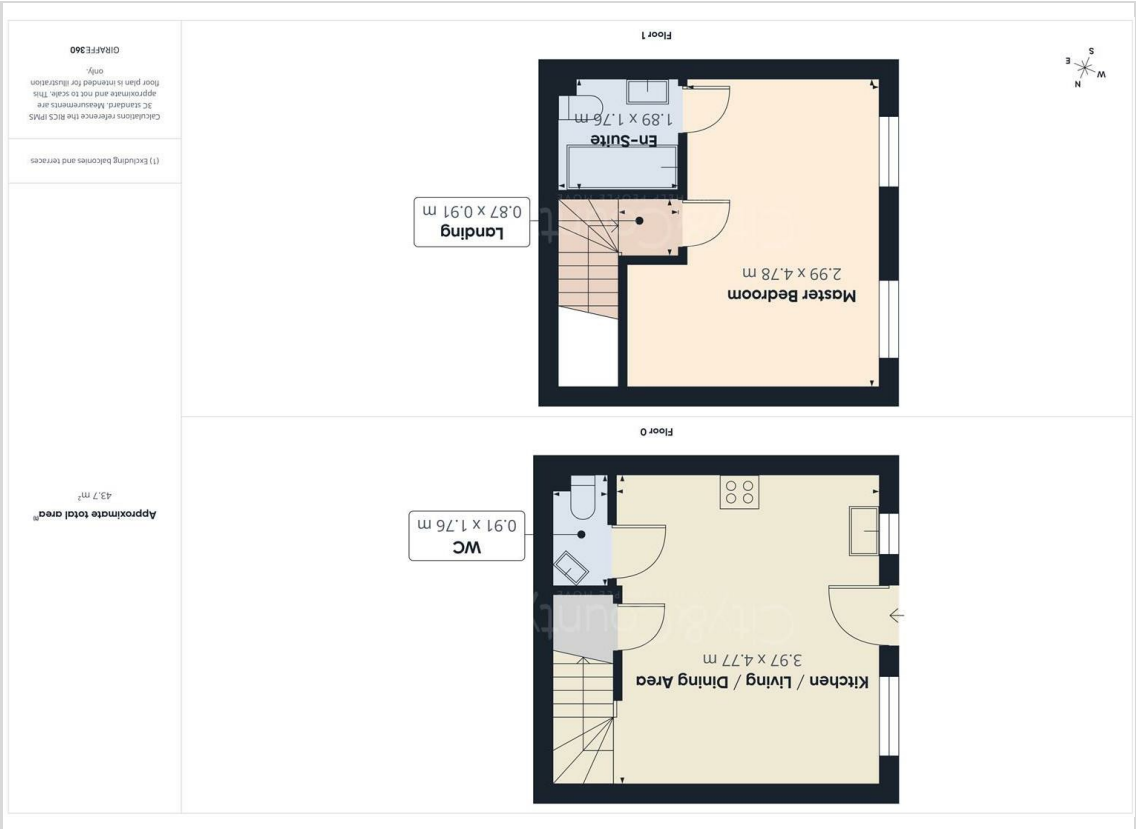 Kitchen / Living / Dining Area
3.97 x 4.77 m
WC
0.91 x 1.76 m
City&County
Floor 0
Master Bedroom
2.99 x 4.78 m
Landing
0.87 x 0.91 m
En-Suite
1.89 x 1.76 m
Floor 1
N
W
E
S
Approximate total area(1)
43.7 m²
(1) Excluding balconies and terraces
Calculations reference the RICS IPMS
3C standard. Measurements are
approximate and not to scale. This
floor plan is intended for illustration
only.
GIRAFFE360